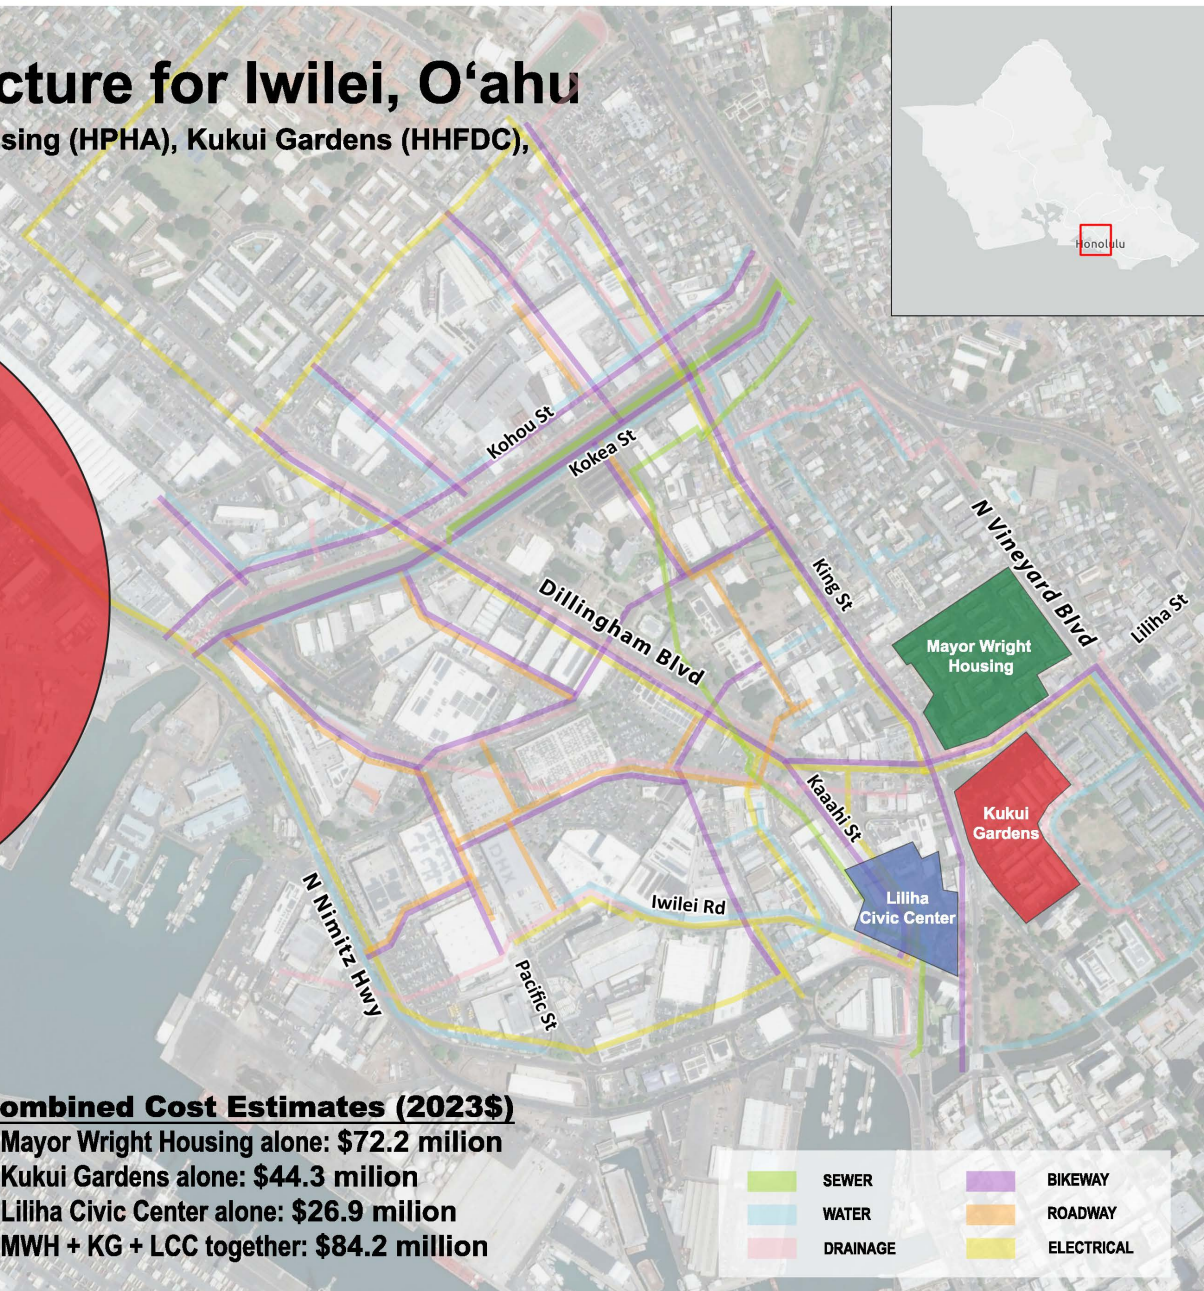 cture for Iwilei, Oʻahu
sing (HPHA), Kukui Gardens (HHFDC),
Honolulu
Kohou St
Kokea St
N Vineyard Blvd
King St
Liliha St
Dillingham Blvd
Mayor Wright
Housing
Kaaahi St
Kukui
Gardens
Liliha
Civic Center
Iwilei Rd
N Nimitz Hwy
Pacific St
ombined Cost Estimates (2023$)
Mayor Wright Housing alone: $72.2 milion
Kukui Gardens alone: $44.3 milion
Liliha Civic Center alone: $26.9 milion
MWH + KG + LCC together: $84.2 million
SEWER
WATER
DRAINAGE
BIKEWAY
ROADWAY
ELECTRICAL